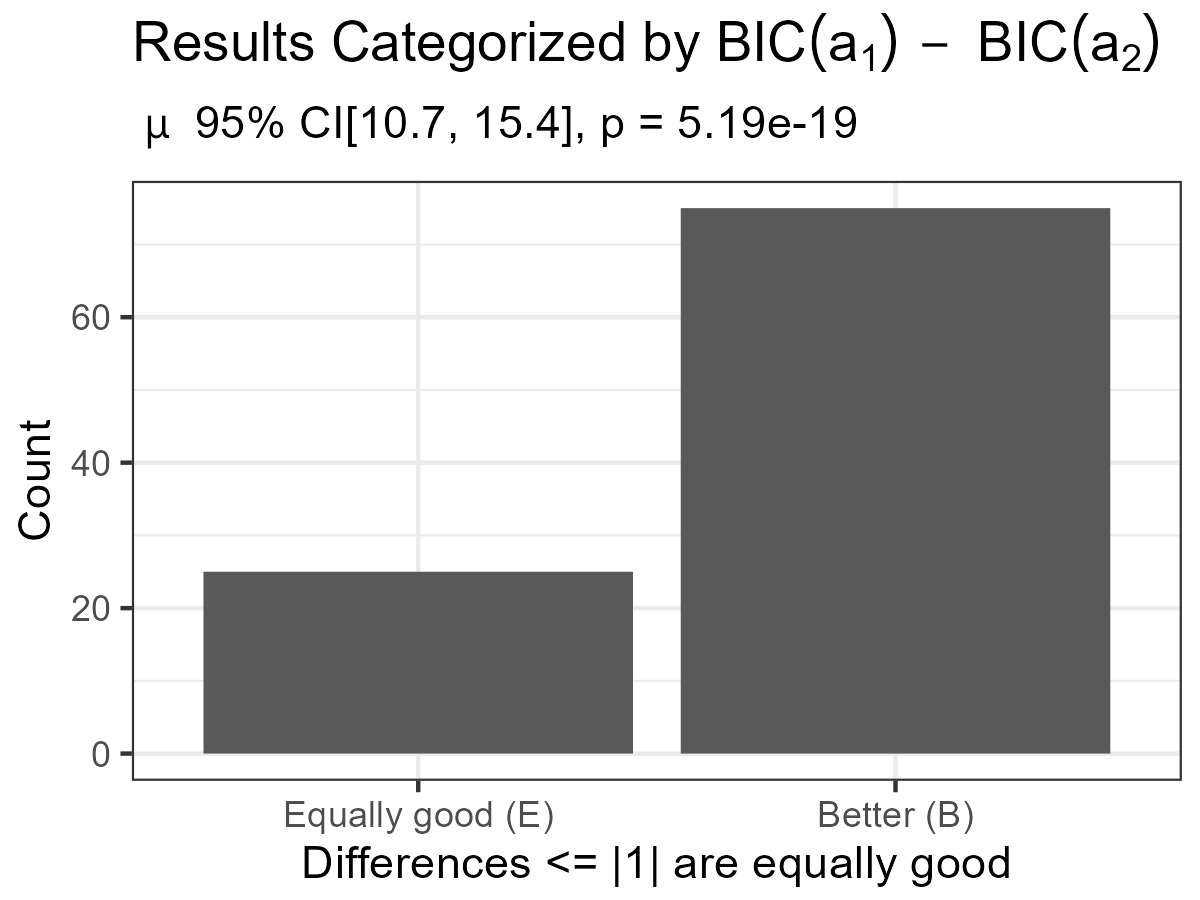 Results Categorized by BIC(a₁) − BIC(a₂)
μ 95% CI[10.7, 15.4], p = 5.19e-19
Count
60
40
20
0
Equally good (E) Better (B)
Differences <= |1| are equally good